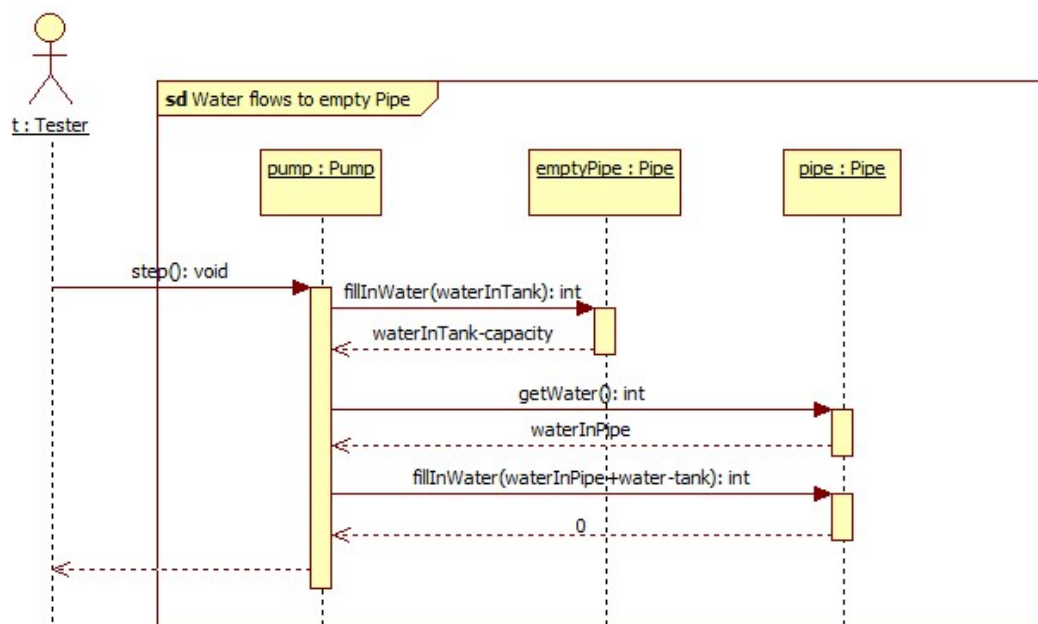 t : Tester
sd Water flows to empty Pipe
pump : Pump
emptyPipe : Pipe
pipe : Pipe
step(): void
fillInWater(waterInTank): int
waterInTank-capacity
getWater(): int
waterInPipe
fillInWater(waterInPipe+water-tank): int
0